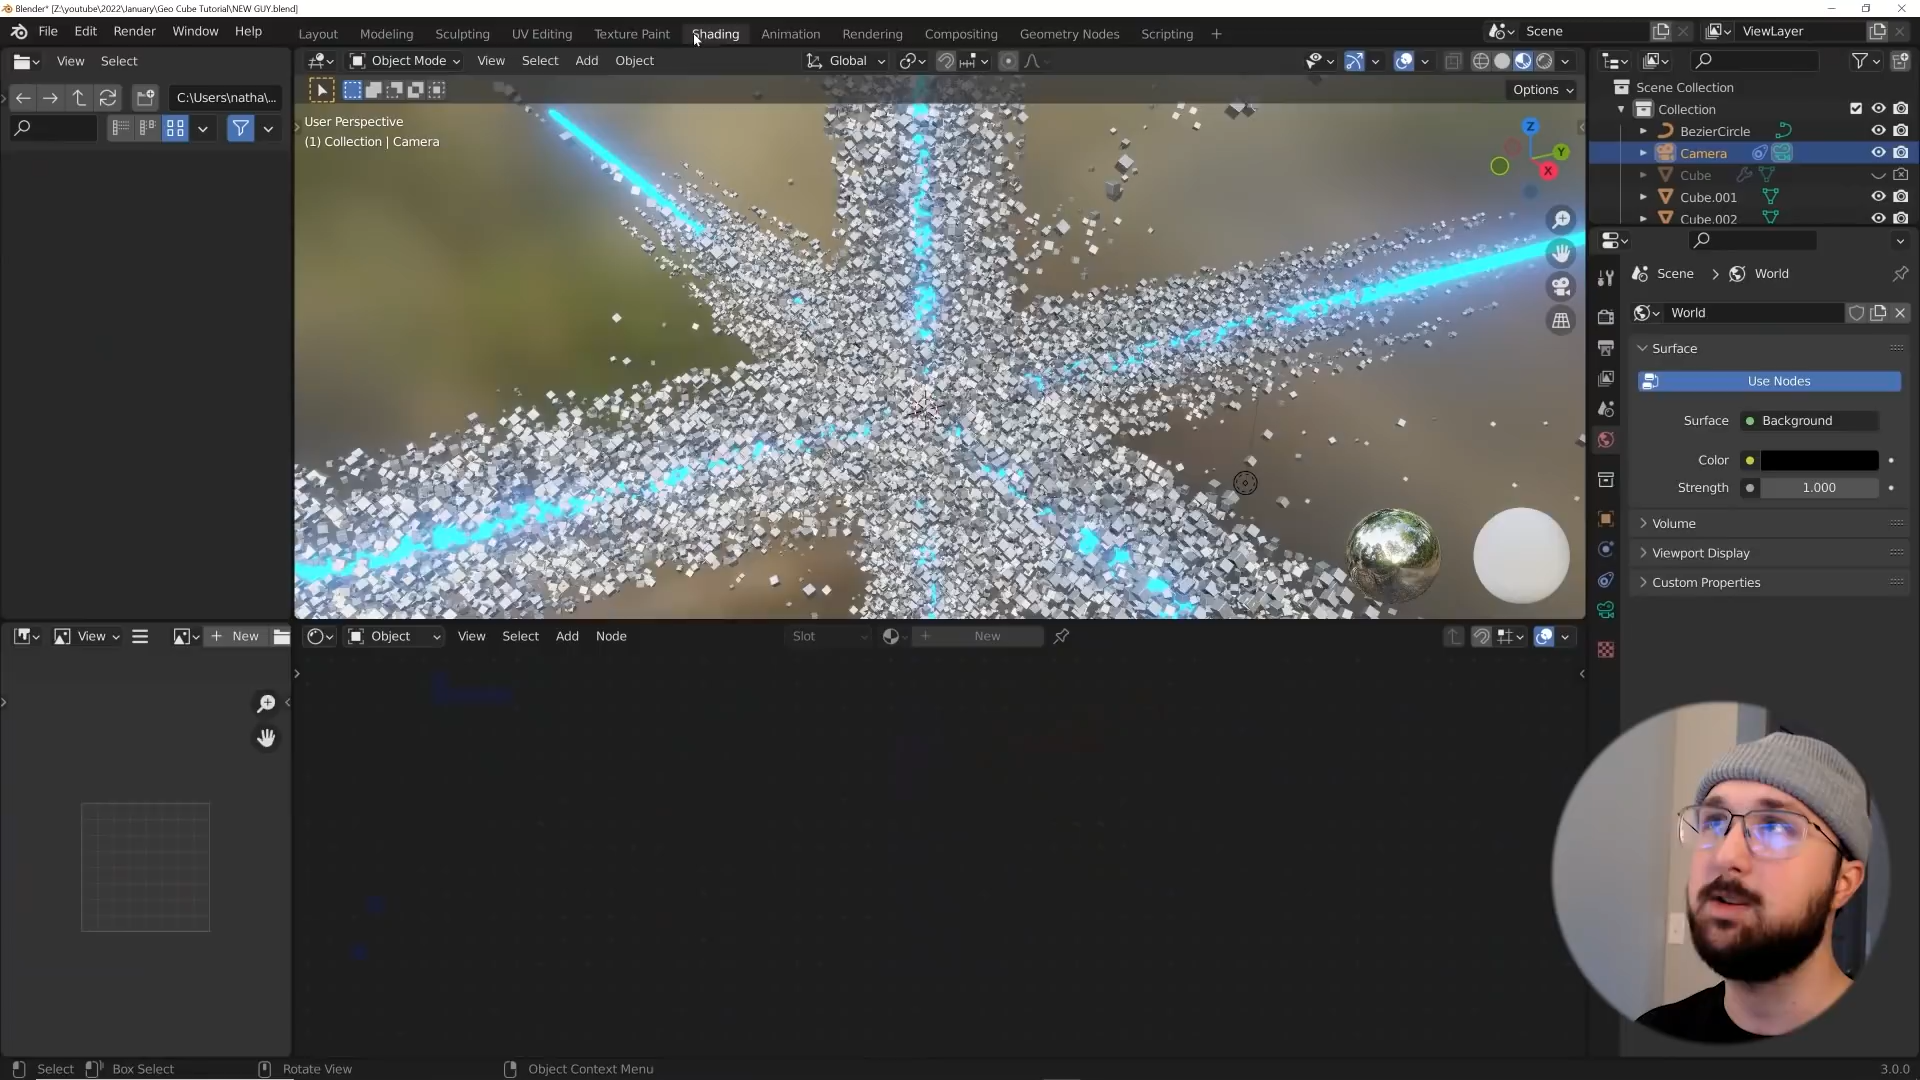 Blender* [Z:\youtube\2022\January\Geo Cube Tutorial\NEW GUY.blend]
File Edit Render Window Help Layout Modeling Sculpting UV Editing Texture Paint Shading Animation Rendering Compositing Geometry Nodes Scripting + Scene ViewLayer
View Select Object Mode View Select Add Object Global
C:\Users\natha\... Options
User Perspective
(1) Collection | Camera
Z
Y
X
Scene Collection
Collection
BezierCircle
Camera
Cube
Cube.001
Cube.002
Scene > World
World
Surface
Use Nodes
Surface Background
Color
Strength 1.000
Volume
Viewport Display
Custom Properties
View + New Object View Select Add Node Slot + New
Select Box Select Rotate View Object Context Menu 3.0.0